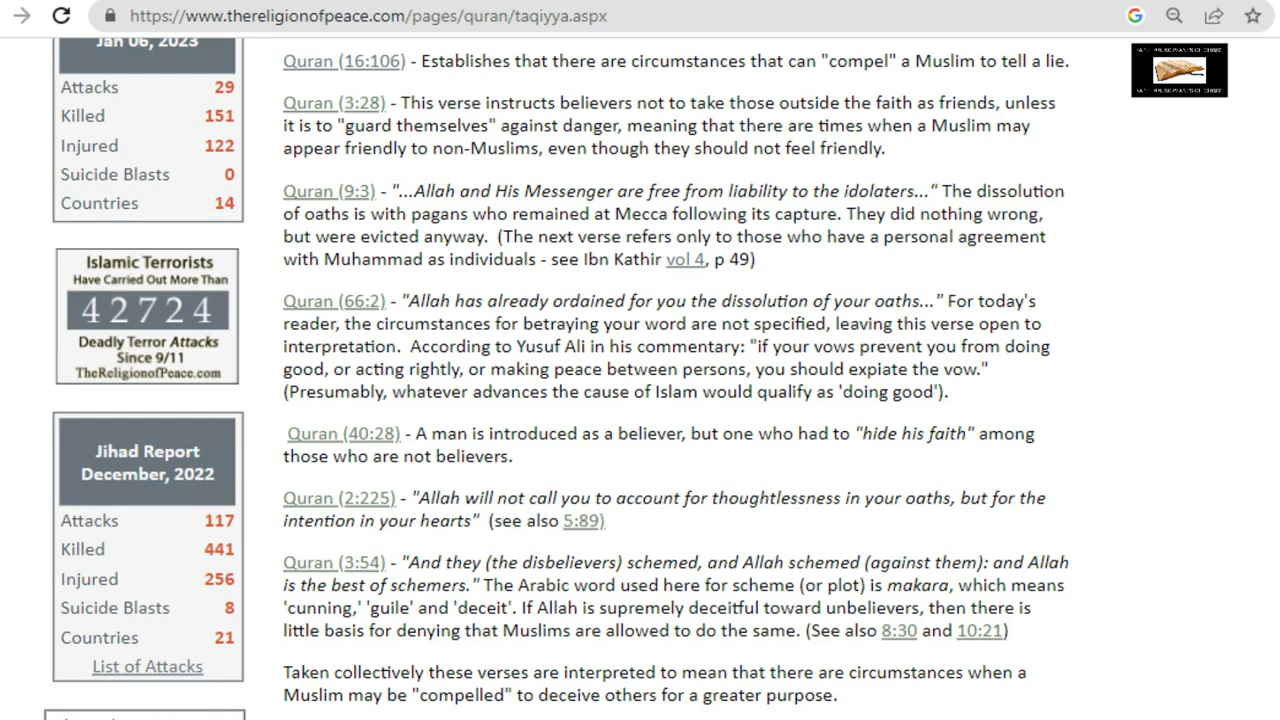 https://www.thereligionofpeace.com/pages/quran/taqiyya.aspx
Jan 06, 2023
Attacks 29
Killed 151
Injured 122
Suicide Blasts 0
Countries 14
Islamic Terrorists
Have Carried Out More Than
42724
Deadly Terror Attacks
Since 9/11
TheReligionofPeace.com
Jihad Report
December, 2022
Attacks 117
Killed 441
Injured 256
Suicide Blasts 8
Countries 21
List of Attacks
Quran (16:106) - Establishes that there are circumstances that can "compel" a Muslim to tell a lie.
Quran (3:28) - This verse instructs believers not to take those outside the faith as friends, unless
it is to "guard themselves" against danger, meaning that there are times when a Muslim may
appear friendly to non-Muslims, even though they should not feel friendly.
Quran (9:3) - "...Allah and His Messenger are free from liability to the idolaters..." The dissolution
of oaths is with pagans who remained at Mecca following its capture. They did nothing wrong,
but were evicted anyway. (The next verse refers only to those who have a personal agreement
with Muhammad as individuals - see Ibn Kathir vol 4, p 49)
Quran (66:2) - "Allah has already ordained for you the dissolution of your oaths..." For today's
reader, the circumstances for betraying your word are not specified, leaving this verse open to
interpretation. According to Yusuf Ali in his commentary: "if your vows prevent you from doing
good, or acting rightly, or making peace between persons, you should expiate the vow."
(Presumably, whatever advances the cause of Islam would qualify as 'doing good').
Quran (40:28) - A man is introduced as a believer, but one who had to "hide his faith" among
those who are not believers.
Quran (2:225) - "Allah will not call you to account for thoughtlessness in your oaths, but for the
intention in your hearts" (see also 5:89)
Quran (3:54) - "And they (the disbelievers) schemed, and Allah schemed (against them): and Allah
is the best of schemers." The Arabic word used here for scheme (or plot) is makara, which means
'cunning,' 'guile' and 'deceit'. If Allah is supremely deceitful toward unbelievers, then there is
little basis for denying that Muslims are allowed to do the same. (See also 8:30 and 10:21)
Taken collectively these verses are interpreted to mean that there are circumstances when a
Muslim may be "compelled" to deceive others for a greater purpose.